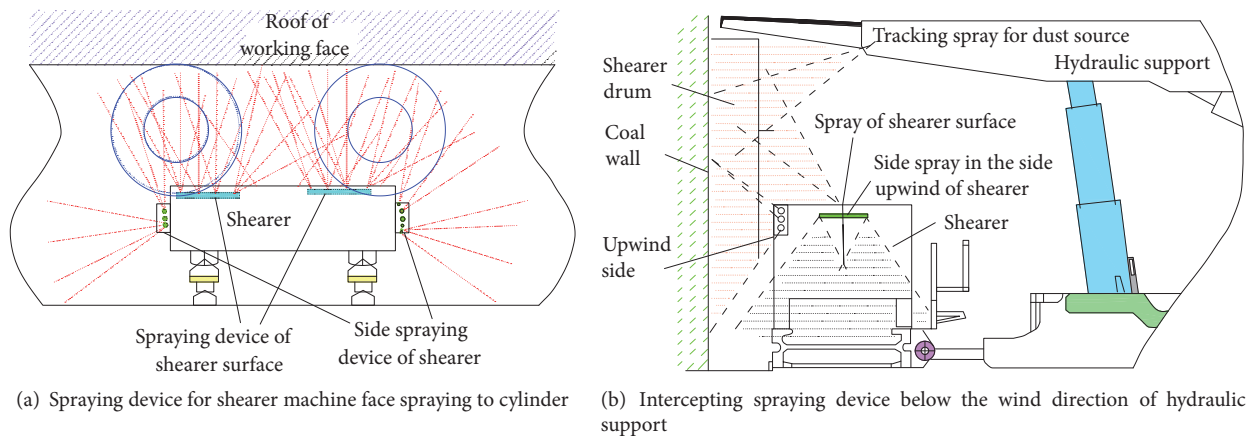 Roof of
working face
Shearer
Spraying device of
shearer surface
Side spraying
device of shearer
(a) Spraying device for shearer machine face spraying to cylinder
Tracking spray for dust source
Hydraulic support
Shearer
drum
Coal
wall
Spray of shearer surface
Side spray in the side
upwind of shearer
Shearer
Upwind
side
(b) Intercepting spraying device below the wind direction of hydraulic
support